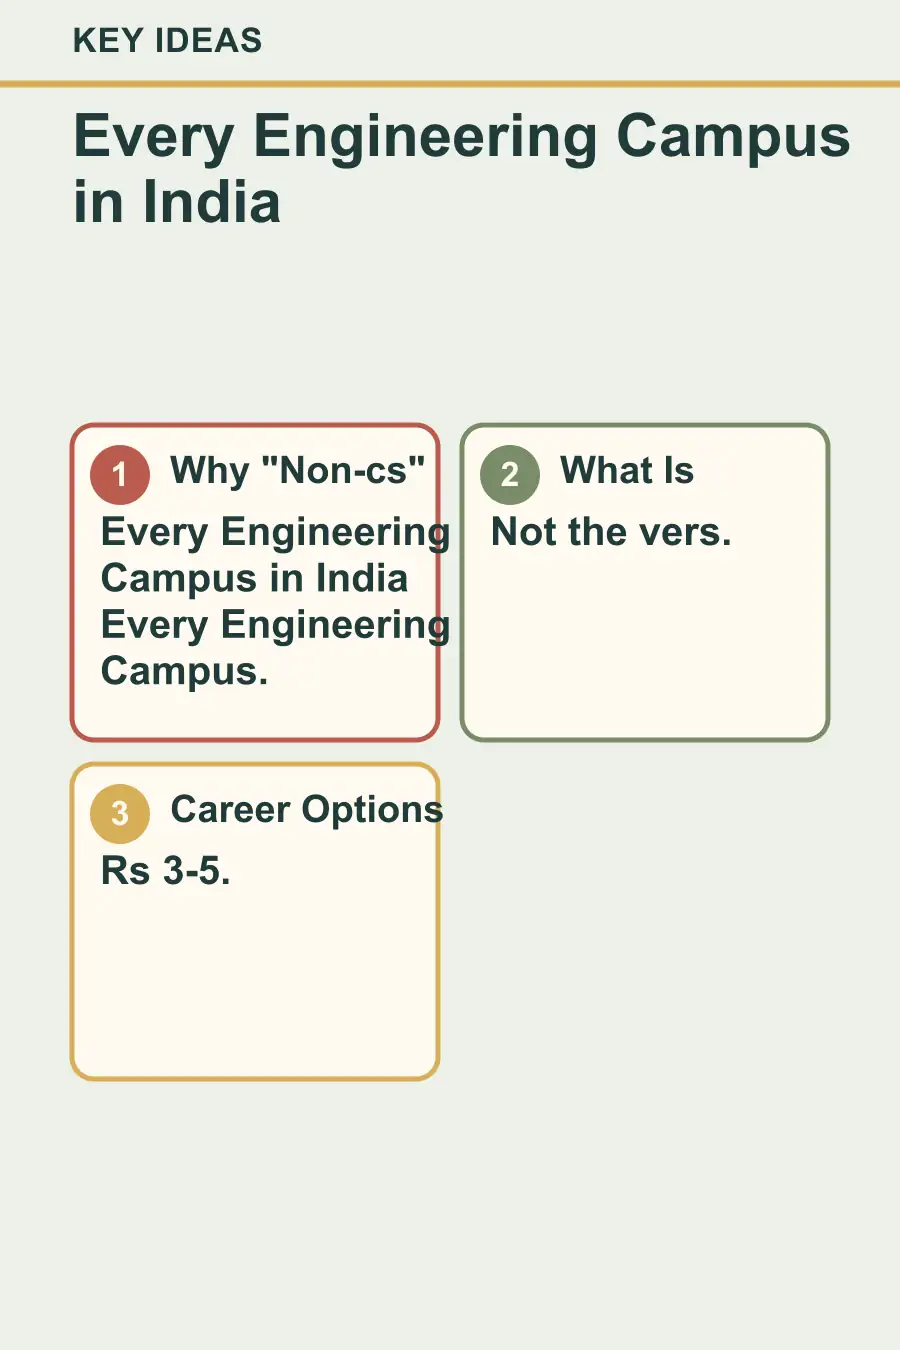 KEY IDEAS
Every Engineering Campus
in India
1
Why "Non-cs"
Every Engineering
Campus in India
Every Engineering
Campus.
2
What Is
Not the vers.
3
Career Options
Rs 3-5.